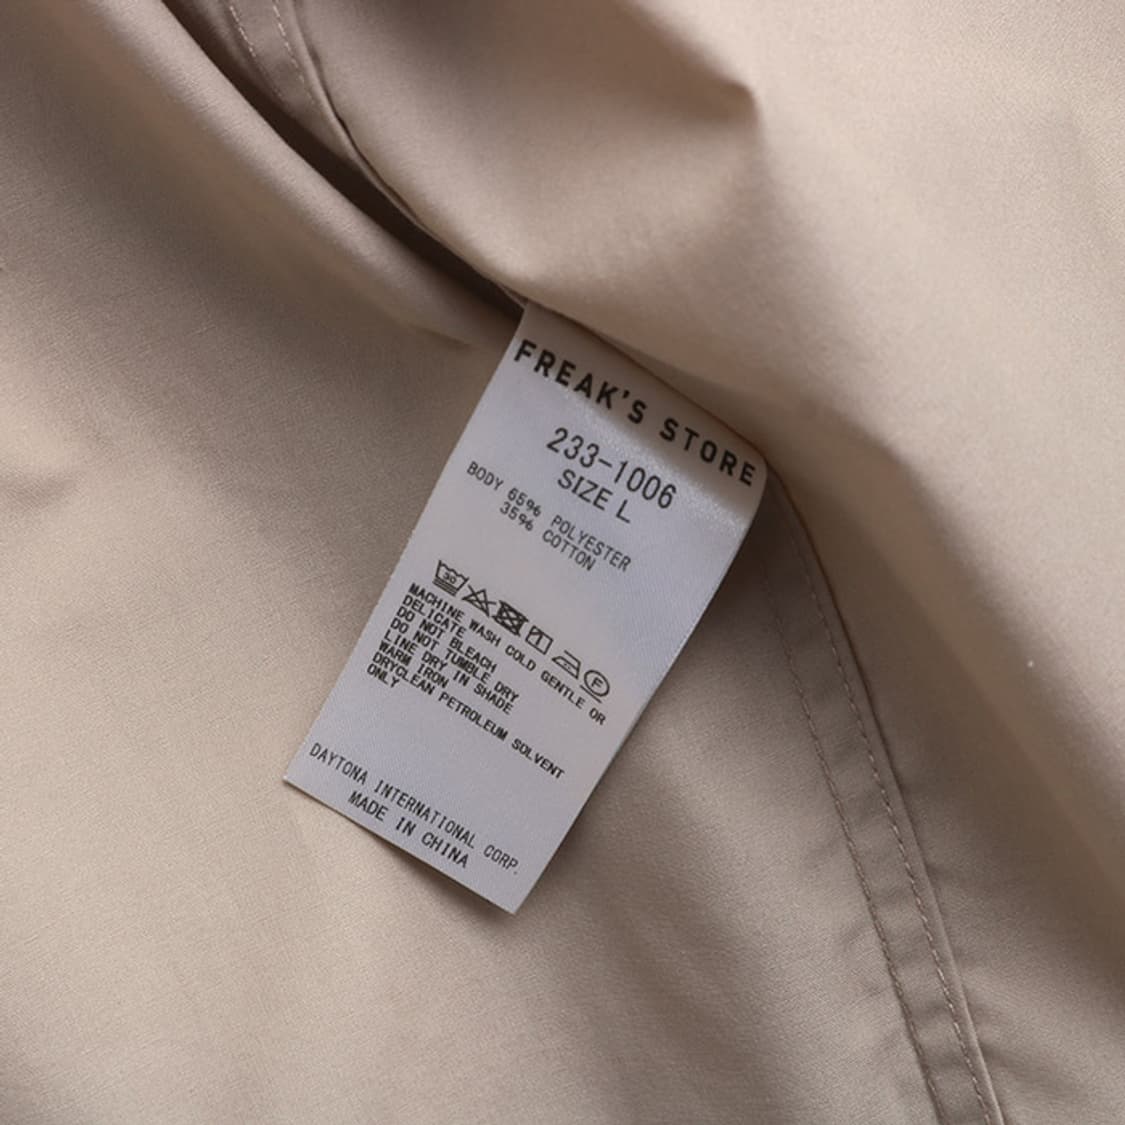 FREAK'S STORE
233-1006
SIZE L
BODY 65% POLYESTER
35% COTTON
30
F
MACHINE WASH COLD GENTLE OR
DELICATE
DO NOT BLEACH
DO NOT TUMBLE DRY
LINE DRY IN SHADE
WARM IRON
DRYCLEAN PETROLEUM SOLVENT
ONLY
DAYTONA INTERNATIONAL CORP.
MADE IN CHINA